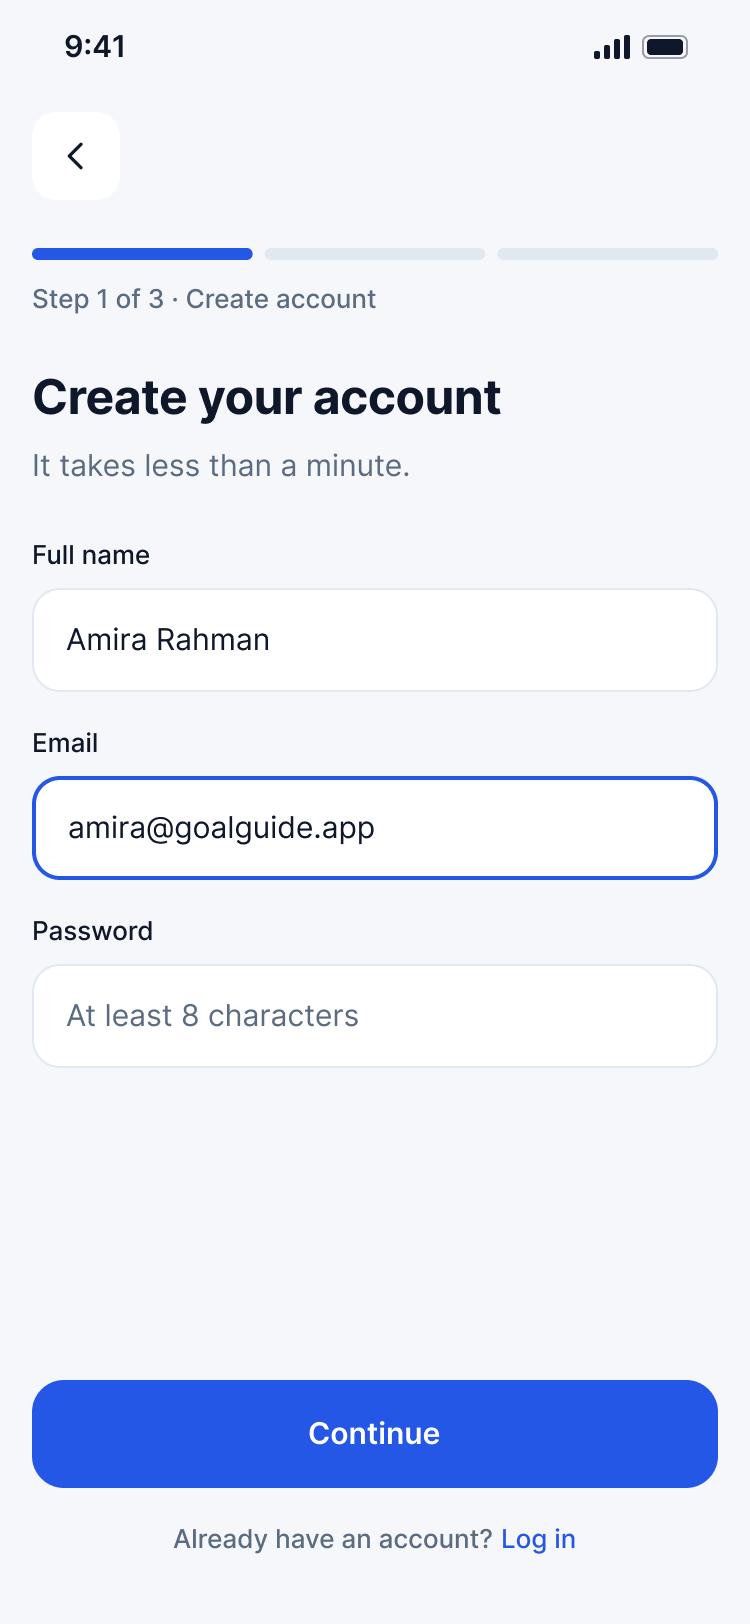 9:41
Step 1 of 3 · Create account
Create your account
It takes less than a minute.
Full name
Amira Rahman
Email
amira@goalguide.app
Password
At least 8 characters
Continue
Already have an account? Log in